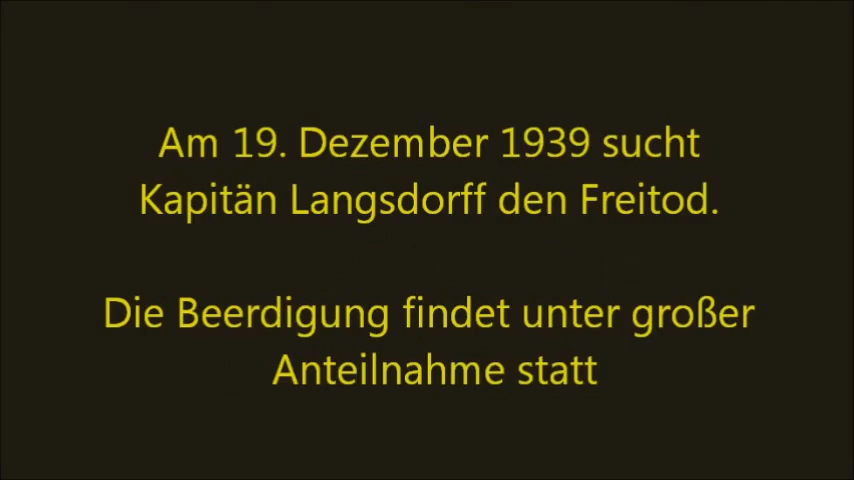 Am 19. Dezember 1939 sucht
Kapitän Langsdorff den Freitod.
Die Beerdigung findet unter großer
Anteilnahme statt